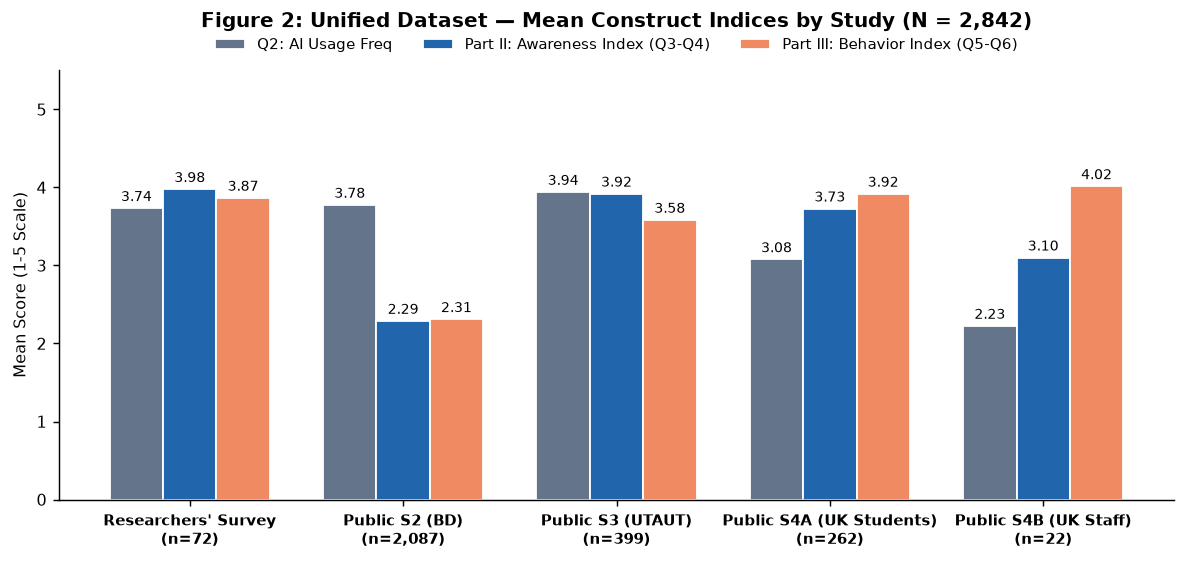 Figure 2: Unified Dataset — Mean Construct Indices by Study (N = 2,842)
Q2: AI Usage Freq Part II: Awareness Index (Q3-Q4) Part III: Behavior Index (Q5-Q6)
Mean Score (1-5 Scale)
5
4
3
2
1
0
3.74 3.98 3.87
3.78 2.29 2.31
3.94 3.92 3.58
3.08 3.73 3.92
2.23 3.10 4.02
Researchers' Survey
(n=72)
Public S2 (BD)
(n=2,087)
Public S3 (UTAUT)
(n=399)
Public S4A (UK Students)
(n=262)
Public S4B (UK Staff)
(n=22)